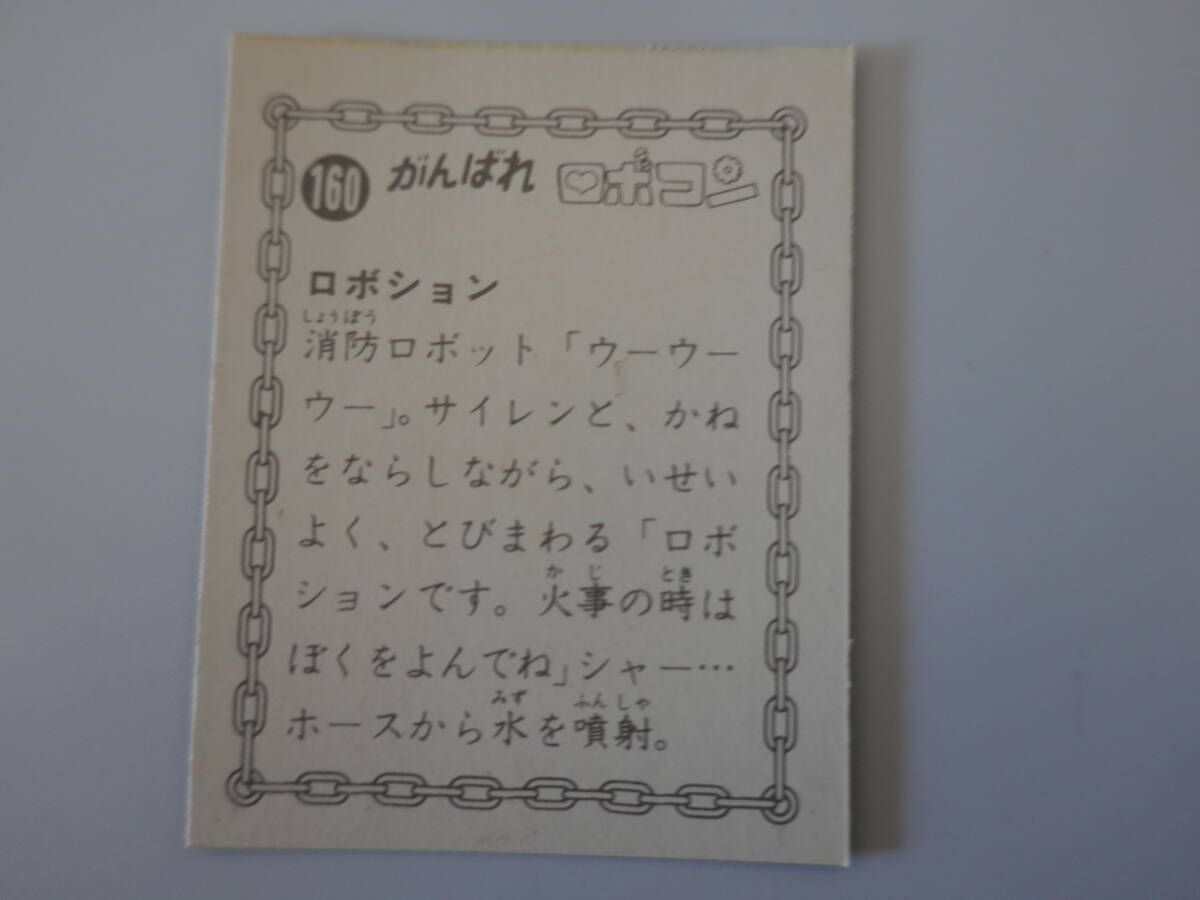 160 がんばれ ロボコン
ロボション
しょうぼう
消防ロボット「ウーウー
ウー」。サイレンと、かね
をならしながら、いせい
よく、とびまわる「ロボ
かじ とき
ションです。火事の時は
ぼくをよんでね」シャー…
みず ふんしゃ
ホースから水を噴射。